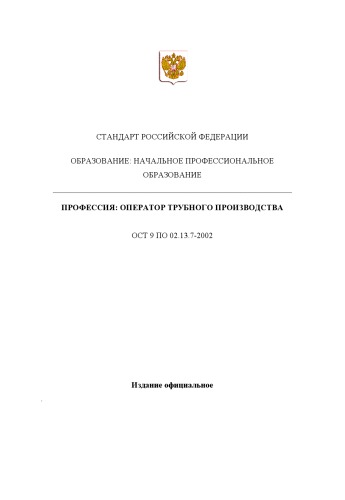 СТАНДАРТ РОССИЙСКОЙ ФЕДЕРАЦИИ
ОБРАЗОВАНИЕ: НАЧАЛЬНОЕ ПРОФЕССИОНАЛЬНОЕ
ОБРАЗОВАНИЕ
ПРОФЕССИЯ: ОПЕРАТОР ТРУБНОГО ПРОИЗВОДСТВА
ОСТ 9 ПО 02.13.7-2002
Издание официальное